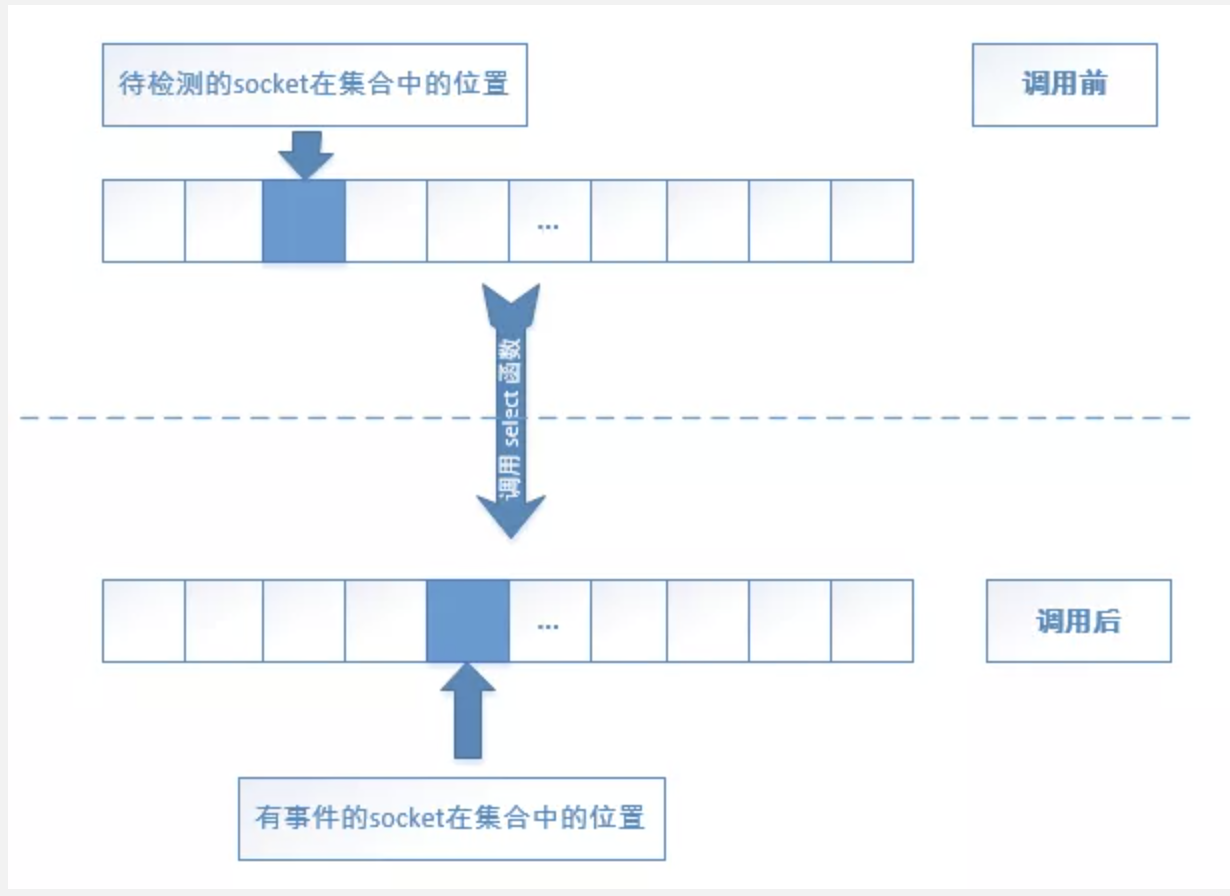 待检测的socket在集合中的位置
调用前
...
调用 select 函数
...
调用后
有事件的socket在集合中的位置